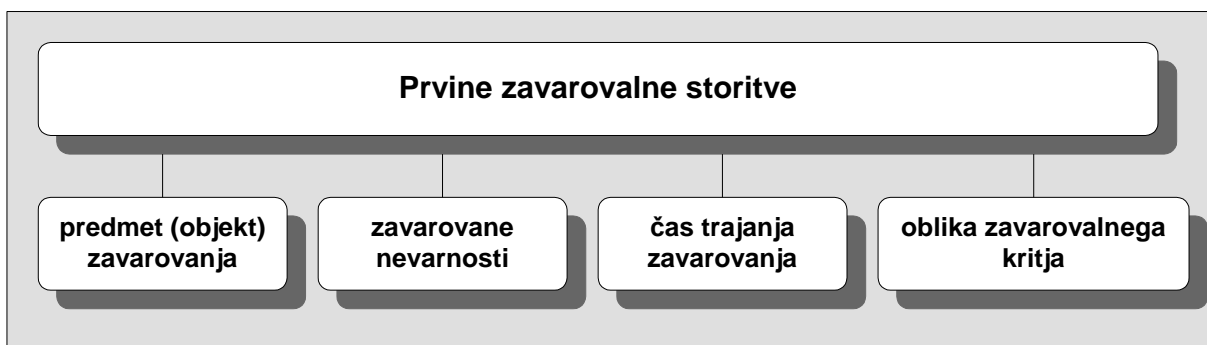 Prvine zavarovalne storitve
predmet (objekt)
zavarovanja
zavarovane
nevarnosti
čas trajanja
zavarovanja
oblika zavarovalnega
kritja